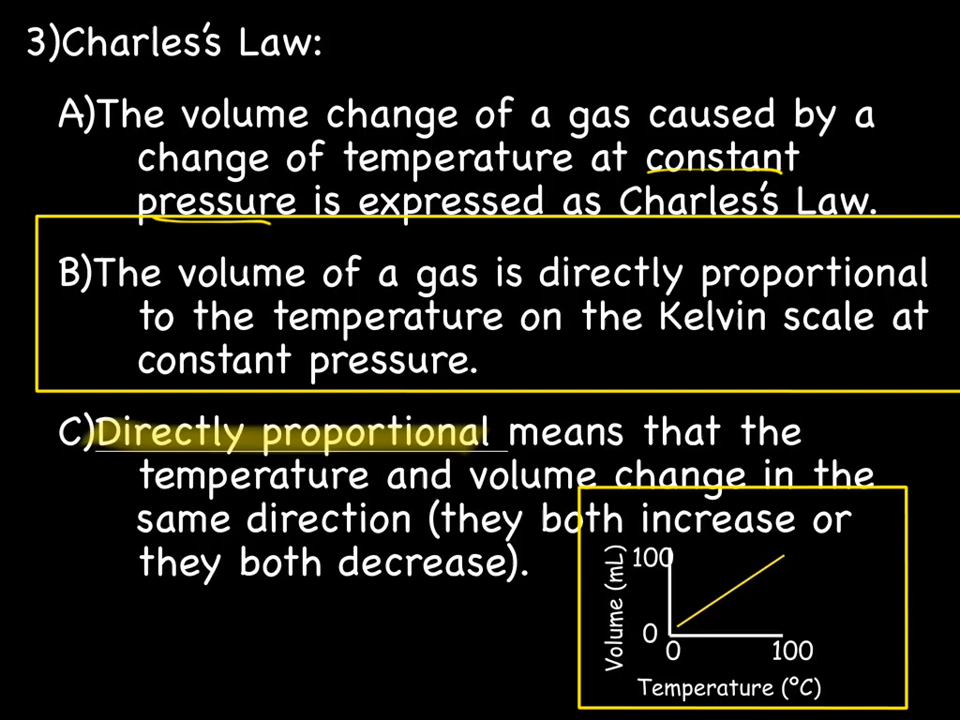 3)Charles's Law:
A)The volume change of a gas caused by a
change of temperature at constant
pressure is expressed as Charles's Law.
B)The volume of a gas is directly proportional
to the temperature on the Kelvin scale at
constant pressure.
C)Directly proportional means that the
temperature and volume change in the
same direction (they both increase or
they both decrease).
Volume (mL)
100
0
0 100
Temperature (ºC)